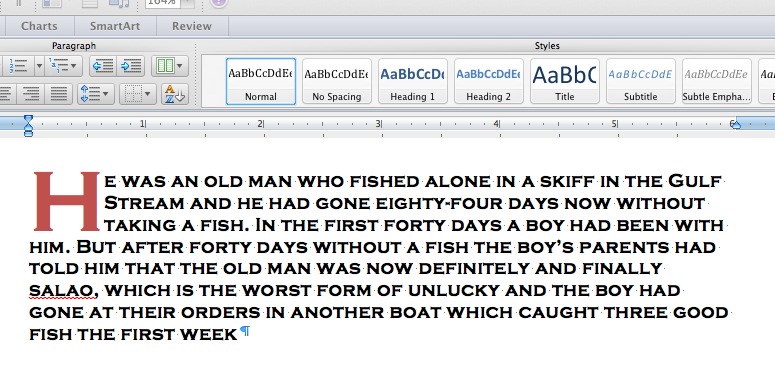 164%
Charts SmartArt Review
Paragraph Styles
AaBbCcDdEe AaBbCcDdEe AaBbCcDc AaBbCcDdEe AaBbC AaBbCcDdE AaBbCcDdEe
Normal No Spacing Heading 1 Heading 2 Title Subtitle Subtle Empha...
1 2 3 4 5 6
He was an old man who fished alone in a skiff in the Gulf
Stream and he had gone eighty-four days now without
taking a fish. In the first forty days a boy had been with
him. But after forty days without a fish the boy's parents had
told him that the old man was now definitely and finally
salao, which is the worst form of unlucky and the boy had
gone at their orders in another boat which caught three good
fish the first week¶